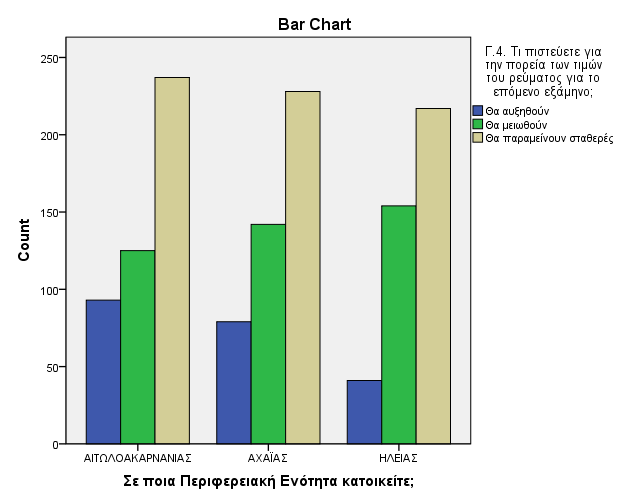 Bar Chart
Γ.4. Τι πιστεύετε για
την πορεία των τιμών
του ρεύματος για το
επόμενο εξάμηνο;
Θα αυξηθούν
Θα μειωθούν
Θα παραμείνουν σταθερές
250
200
150
100
50
0
Count
ΑΙΤΩΛΟΑΚΑΡΝΑΝΙΑΣ
ΑΧΑΪΑΣ
ΗΛΕΙΑΣ
Σε ποια Περιφερειακή Ενότητα κατοικείτε;